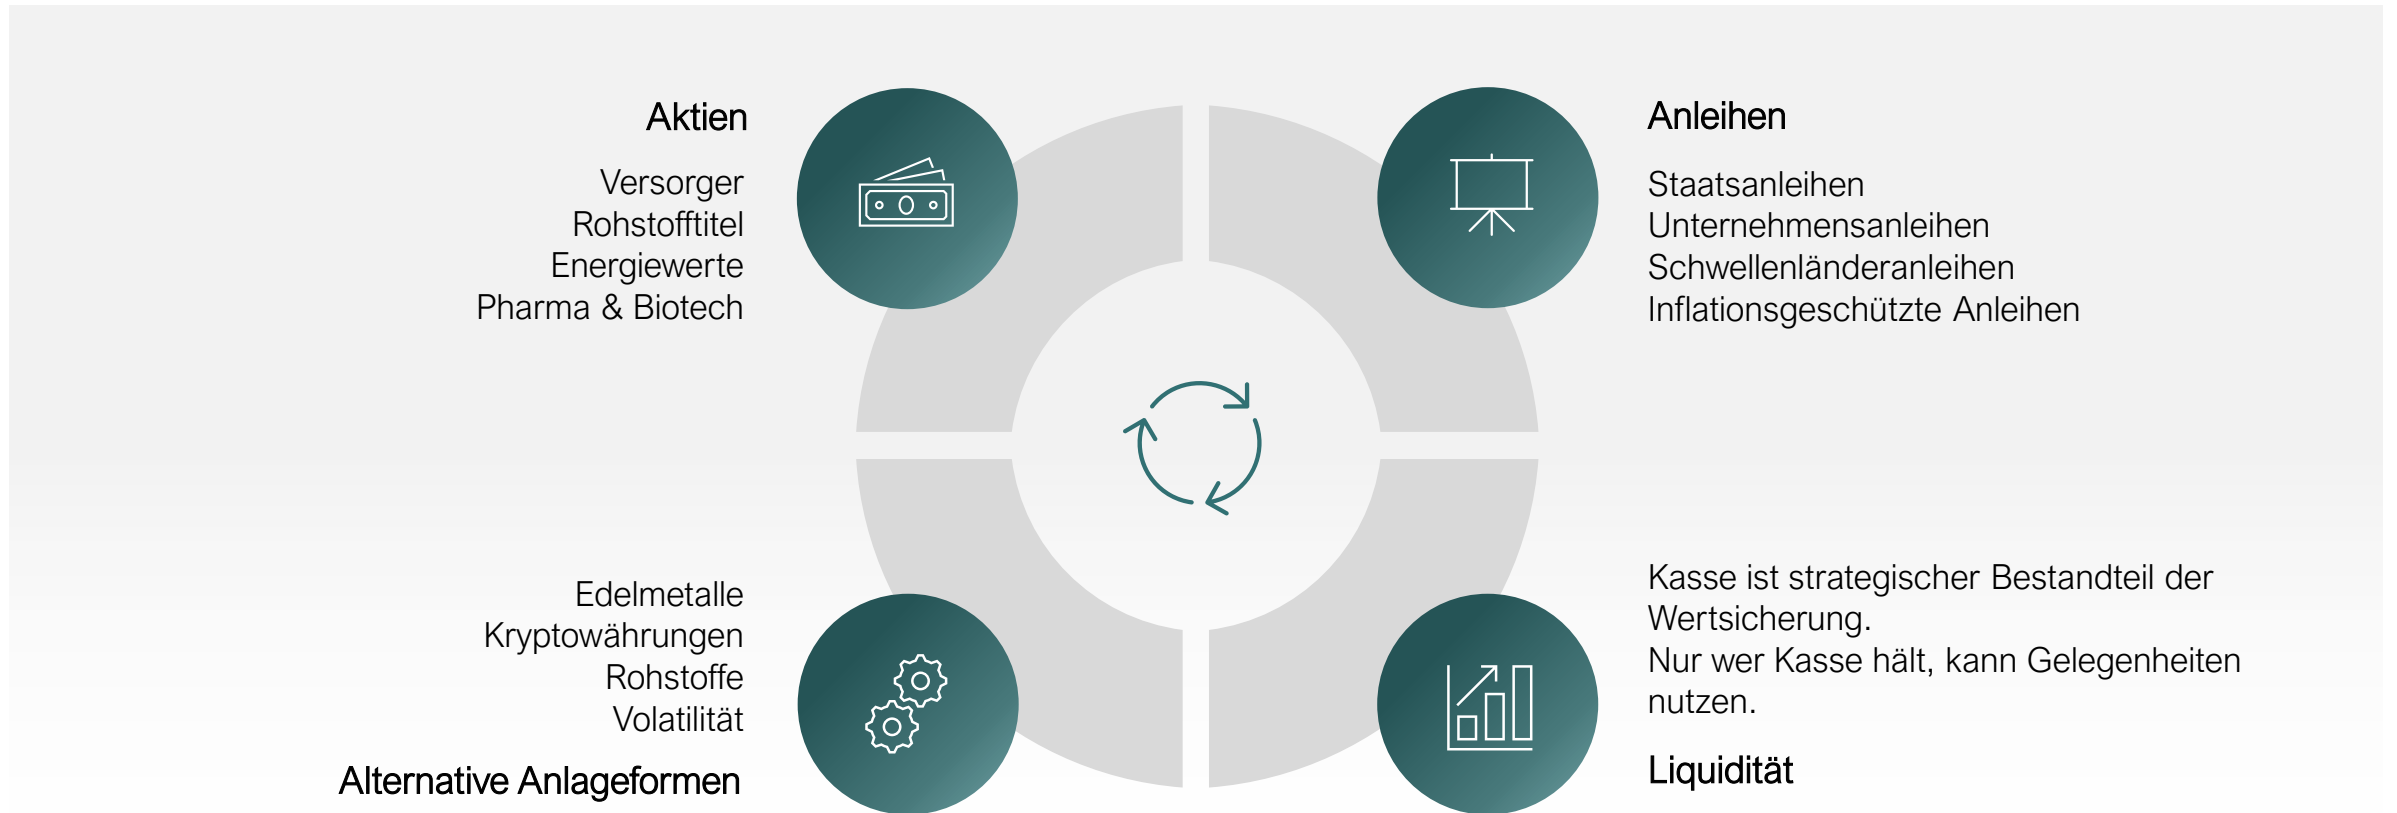 Aktien
Versorger
Rohstofftitel
Energiewerte
Pharma & Biotech
Anleihen
Staatsanleihen
Unternehmensanleihen
Schwellenländeranleihen
Inflationsgeschützte Anleihen
Edelmetalle
Kryptowährungen
Rohstoffe
Volatilität
Alternative Anlageformen
Kasse ist strategischer Bestandteil der
Wertsicherung.
Nur wer Kasse hält, kann Gelegenheiten
nutzen.
Liquidität